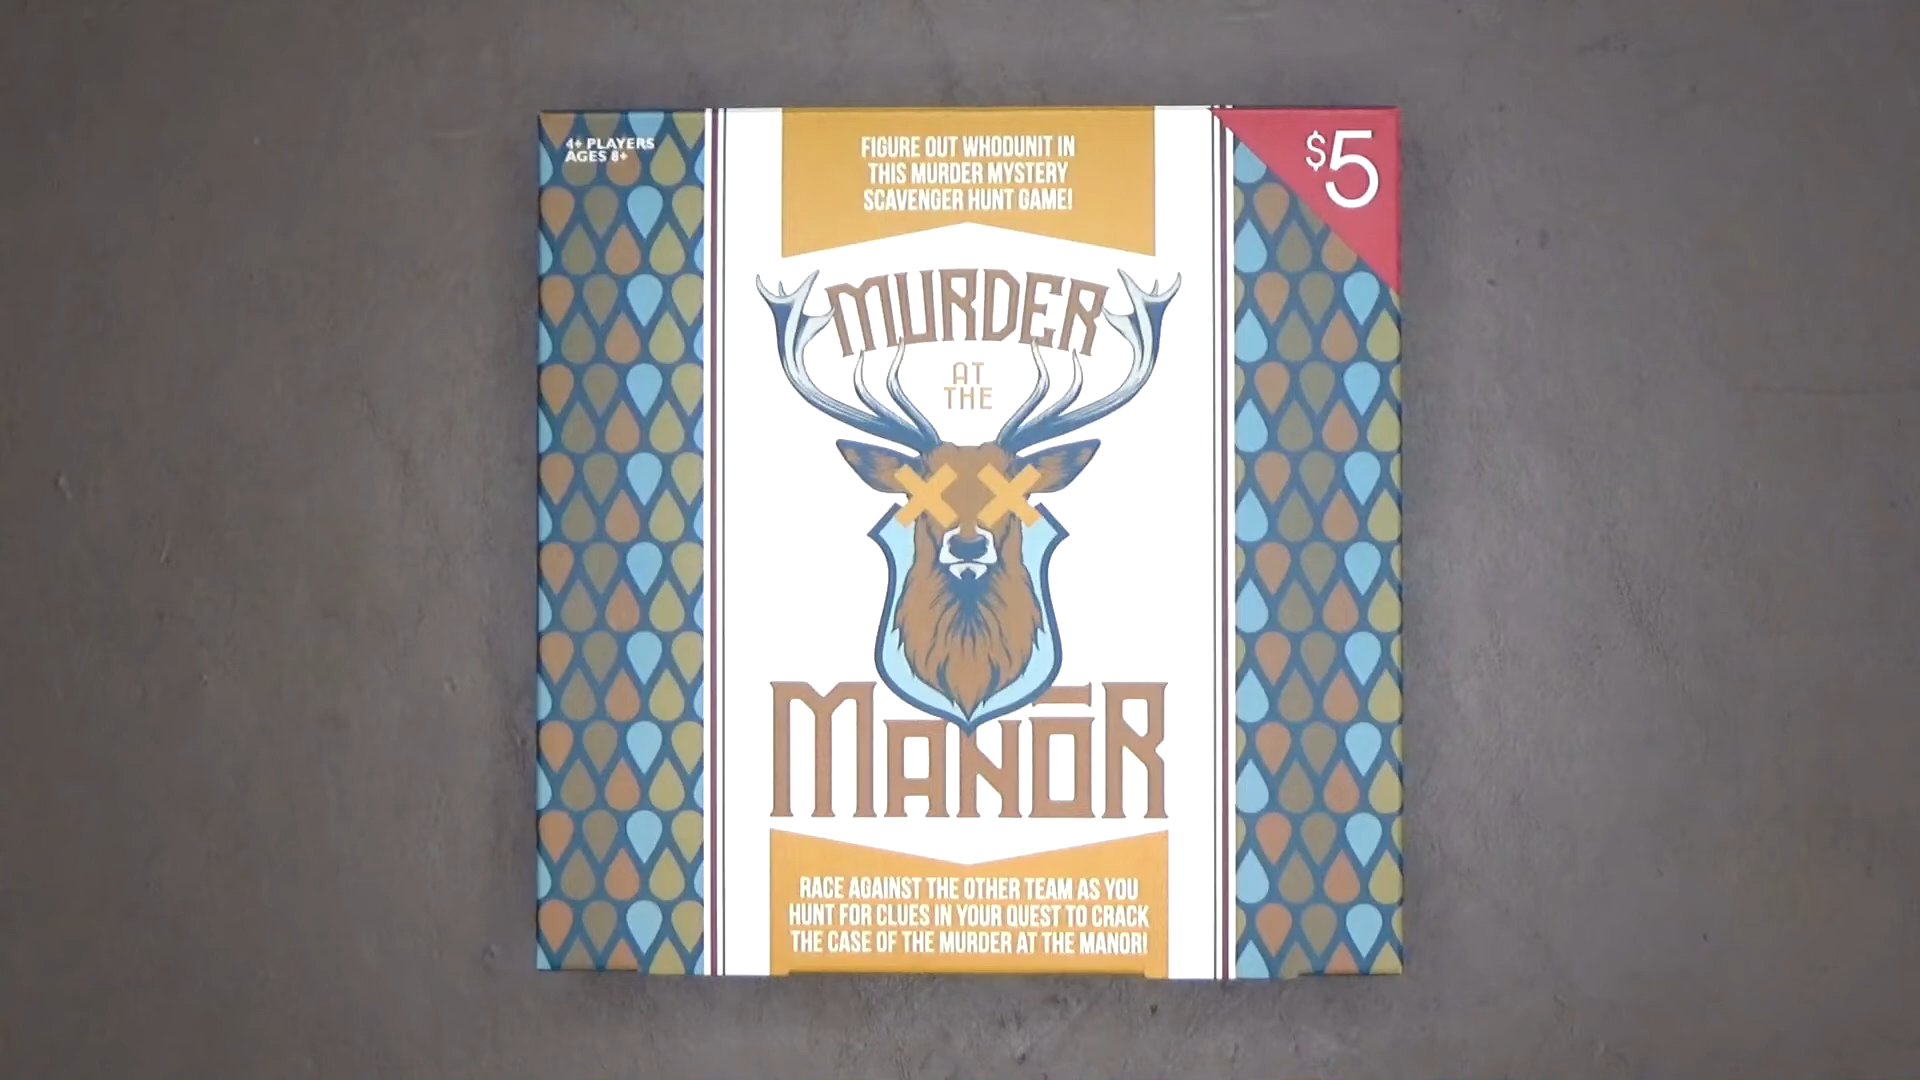 4+ PLAYERS
AGES 8+
FIGURE OUT WHODUNIT IN
THIS MURDER MYSTERY
SCAVENGER HUNT GAME!
$5
MURDER
AT
THE
MANOR
RACE AGAINST THE OTHER TEAM AS YOU
HUNT FOR CLUES IN YOUR QUEST TO CRACK
THE CASE OF THE MURDER AT THE MANOR!